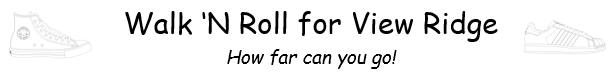 Walk ‘N Roll for View Ridge
How far can you go!